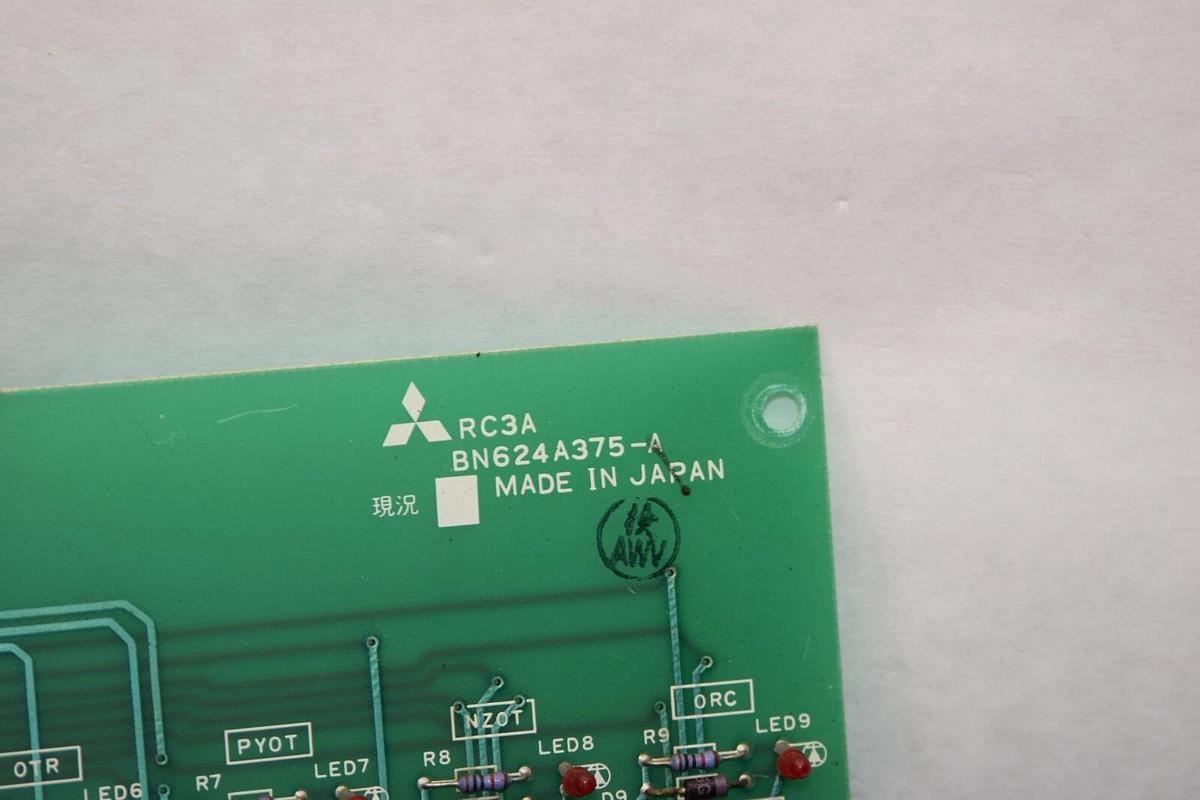 RC3A
BN624A375-A
MADE IN JAPAN
現況
AWV
ORC
NZOT
LED9
PYOT
R9
LED8
OTR
R8
LED7
R7
LED6
D9
G